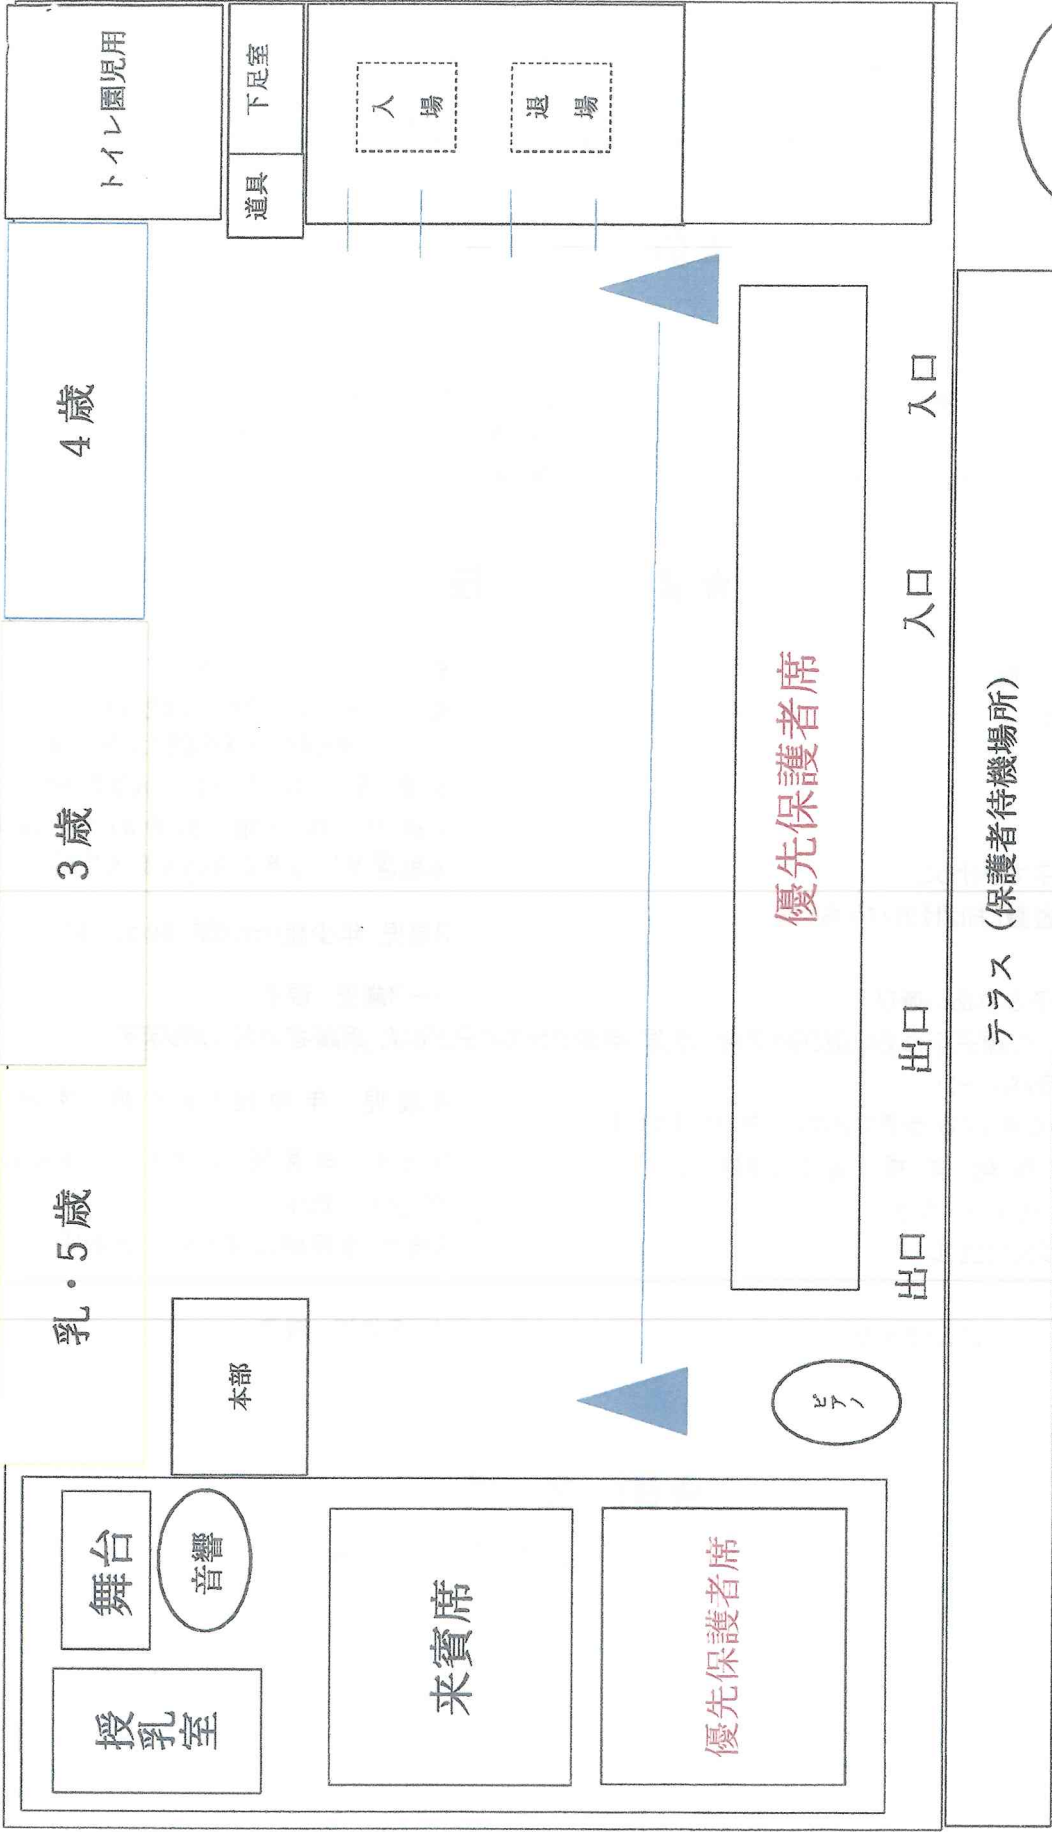 授乳室
舞台
乳・5歳
3歳
4歳
トイレ園児用
音響
本部
道具
下足室
来賓席
入場
退場
優先保護者席
ピアノ
優先保護者席
出口
出口
入口
入口
テラス（保護者待機場所）